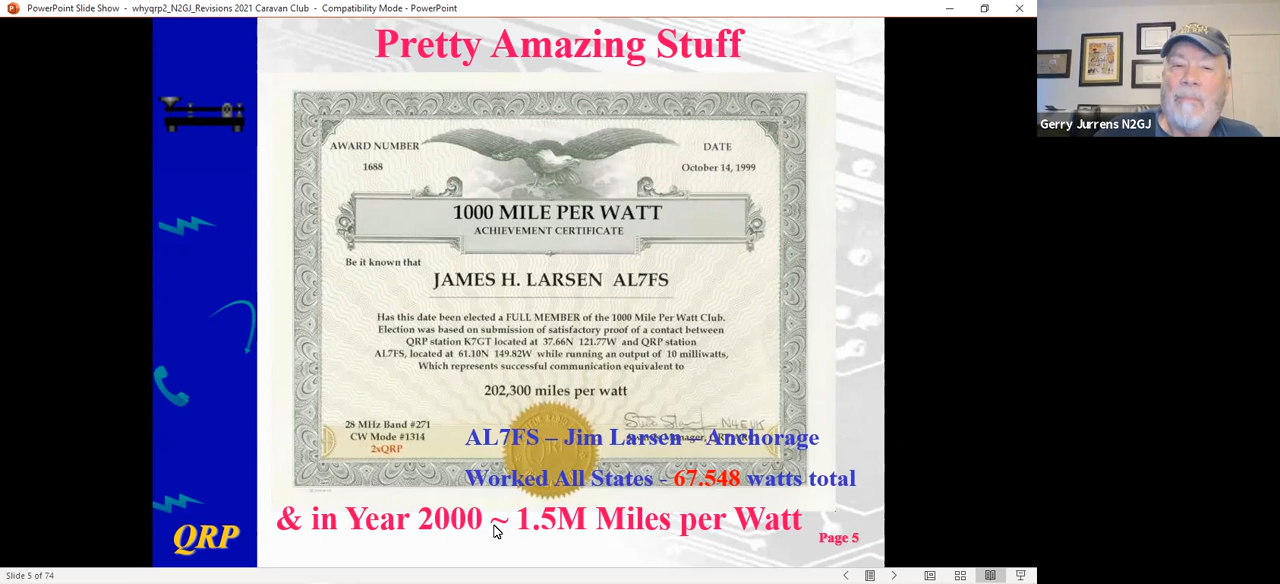 PowerPoint Slide Show - whyqrp2_N2GJ_Revisions 2021 Caravan Club - Compatibility Mode - PowerPoint
Pretty Amazing Stuff
AWARD NUMBER
1688
DATE
October 14, 1999
1000 MILE PER WATT
ACHIEVEMENT CERTIFICATE
Be it known that
JAMES H. LARSEN AL7FS
Has this date been elected a FULL MEMBER of the 1000 Mile Per Watt Club.
Election was based on submission of satisfactory proof of a contact between
QRP station K7GT located at 37.66N 121.77W and QRP station
AL7FS, located at 61.10N 149.82W while running an output of 10 milliwatts,
Which represents successful communication equivalent to
202,300 miles per watt
28 MHz Band #271
CW Mode #1314
2xQRP
N4EUK
AL7FS – Jim Larsen – Anchorage
Worked All States - 67.548 watts total
& in Year 2000 ~ 1.5M Miles per Watt
QRP
Page 5
Gerry Jurrens N2GJ
Slide 5 of 74